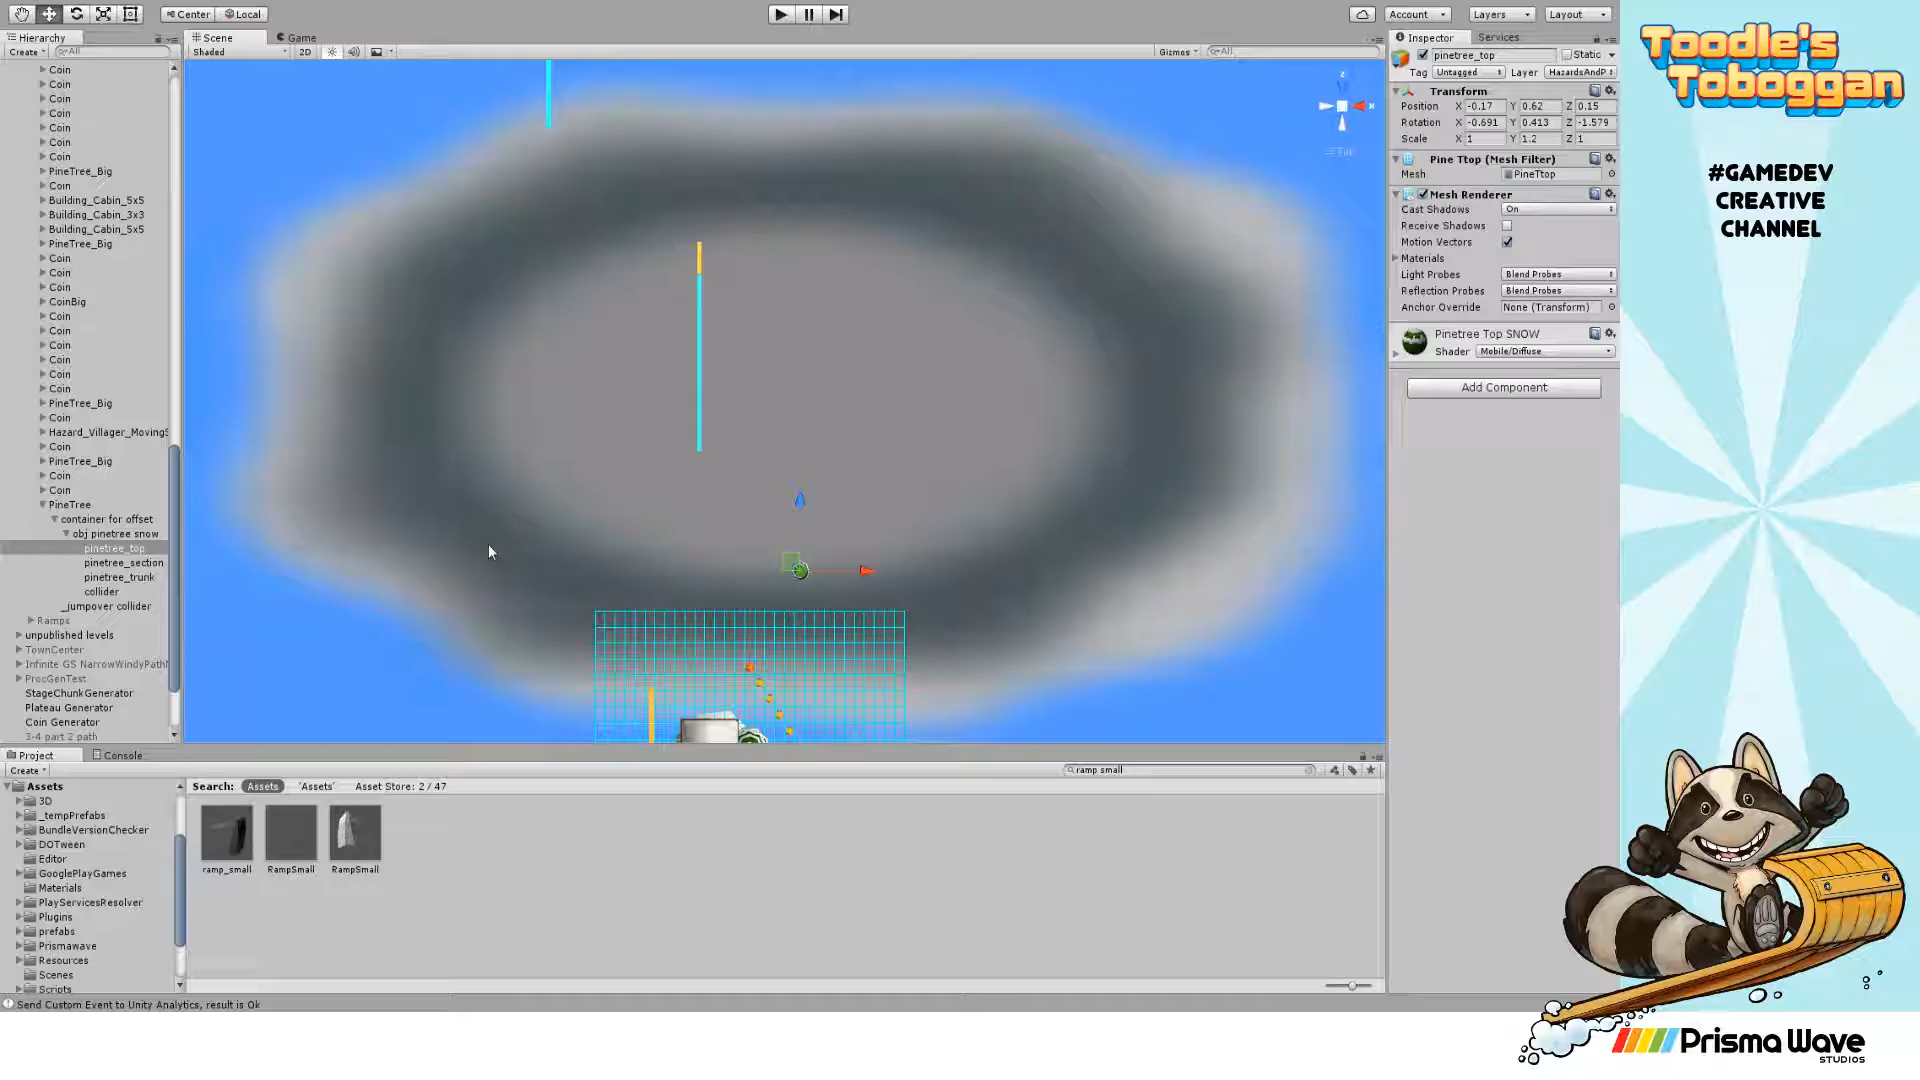 Center Local
Account Layers Layout
Hierarchy
Create All
Coin
Coin
Coin
Coin
Coin
Coin
Coin
PineTree_Big
Coin
Building_Cabin_5x5
Building_Cabin_3x3
Building_Cabin_5x5
PineTree_Big
Coin
Coin
Coin
CoinBig
Coin
Coin
Coin
Coin
Coin
Coin
PineTree_Big
Coin
Hazard_Villager_MovingS
Coin
PineTree_Big
Coin
Coin
PineTree
container for offset
obj pinetree snow
pinetree_top
pinetree_section
pinetree_trunk
collider
_jumpover collider
Ramps
unpublished levels
TownCenter
Infinite GS NarrowWindyPath
ProcGenTest
StageChunkGenerator
Plateau Generator
Coin Generator
3-4 part 2 path
Scene Game
Shaded 2D Gizmos All
z
x
Top
Inspector Services
pinetree_top Static
Tag Untagged Layer HazardsAndP
Transform
Position X -0.17 Y 0.62 Z 0.15
Rotation X -0.691 Y 0.413 Z -1.579
Scale X 1 Y 1.2 Z 1
Pine Ttop (Mesh Filter)
Mesh PineTtop
Mesh Renderer
Cast Shadows On
Receive Shadows
Motion Vectors
Materials
Light Probes Blend Probes
Reflection Probes Blend Probes
Anchor Override None (Transform)
Pinetree Top SNOW
Shader Mobile/Diffuse
Add Component
Project Console
Create ramp small
Assets
3D
_tempPrefabs
BundleVersionChecker
DOTween
Editor
GooglePlayGames
Materials
PlayServicesResolver
Plugins
prefabs
Prismawave
Resources
Scenes
Scripts
Search: Assets 'Assets' Asset Store: 2 / 47
ramp_small RampSmall RampSmall
Send Custom Event to Unity Analytics, result is Ok
Toodle's
Toboggan
#GAMEDEV
CREATIVE
CHANNEL
Prisma Wave
STUDIOS